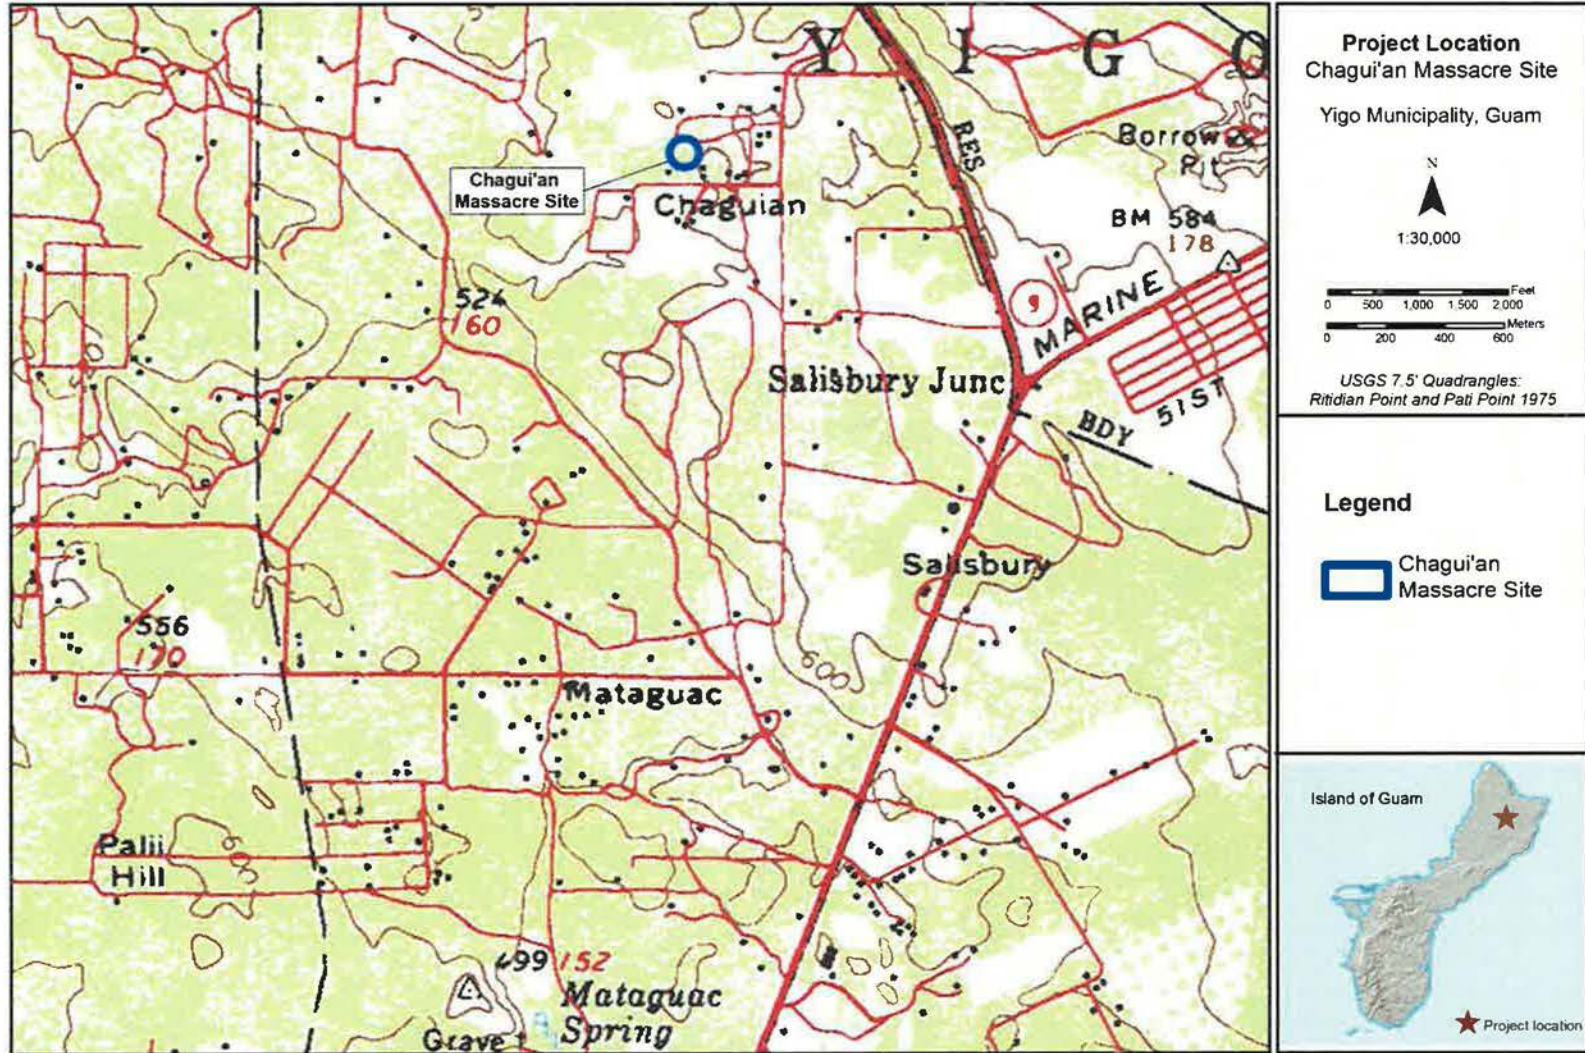 Y I G O
RES
Borrow
Pit
Chagui'an
Massacre Site
Chaguian
BM 584
178
9
MARINE
524
160
Salisbury Junc
51ST
BDY
Salisbury
556
170
600
Mataguac
Palii
Hill
600
499 152
Mataguac
Spring
Grave
Project Location
Chagui'an Massacre Site
Yigo Municipality, Guam
N
1:30,000
Feet
0 500 1,000 1,500 2,000
Meters
0 200 400 600
USGS 7.5' Quadrangles:
Ritidian Point and Pati Point 1975
Legend
Chagui'an
Massacre Site
Island of Guam
Project location